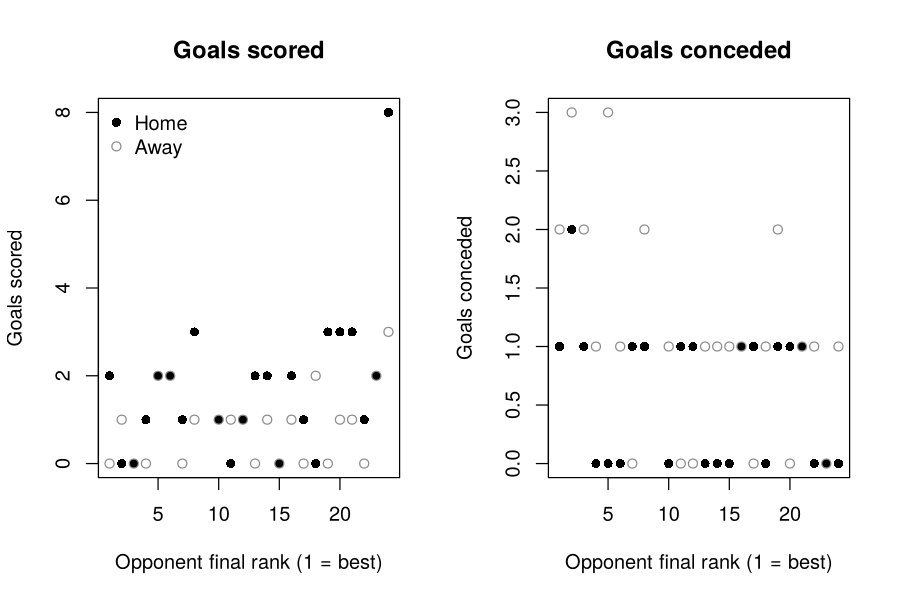 Goals scored
Goals scored
0
2
4
6
8
Home
Away
5
10
15
20
Opponent final rank (1 = best)
Goals conceded
Goals conceded
0.0
0.5
1.0
1.5
2.0
2.5
3.0
5
10
15
20
Opponent final rank (1 = best)